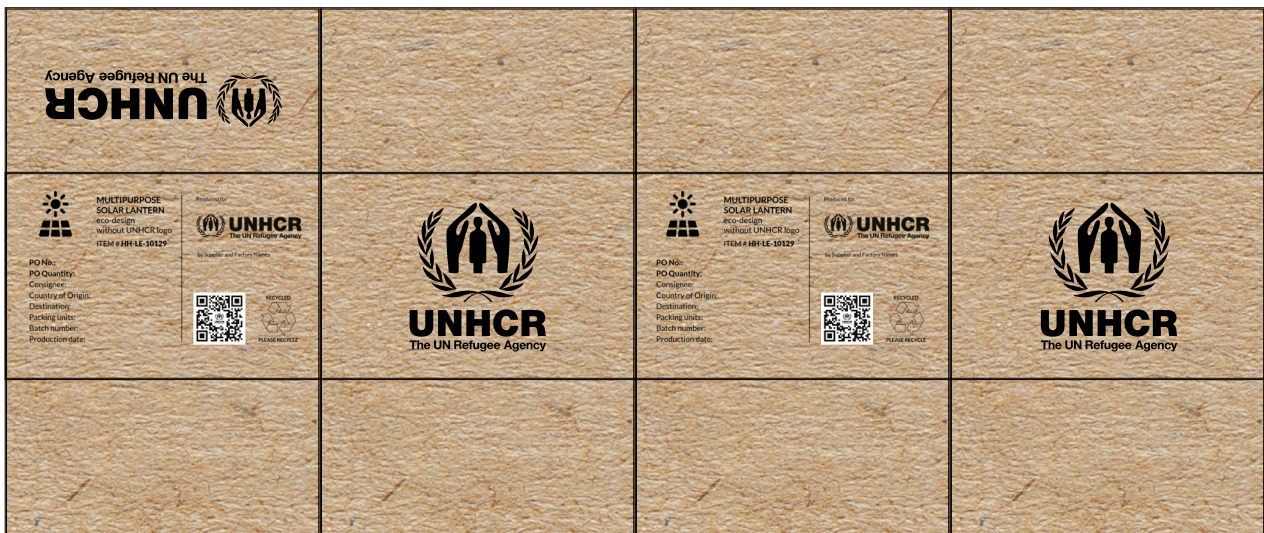 UNHCR
The UN Refugee Agency
MULTIPURPOSE
SOLAR LANTERN
eco-design
without UNHCR logo
ITEM # HH-LE-10129
PO No.:
PO Quantity:
Consignee:
Country of Origin:
Destination:
Packing units:
Batch number:
Production date:
Produced for
UNHCR
The UN Refugee Agency
by Supplier and Factory Names
RECYCLED
PLEASE RECYCLE
UNHCR
The UN Refugee Agency
MULTIPURPOSE
SOLAR LANTERN
eco-design
without UNHCR logo
ITEM # HH-LE-10129
PO No.:
PO Quantity:
Consignee:
Country of Origin:
Destination:
Packing units:
Batch number:
Production date:
Produced for
UNHCR
The UN Refugee Agency
by Supplier and Factory Names
RECYCLED
PLEASE RECYCLE
UNHCR
The UN Refugee Agency